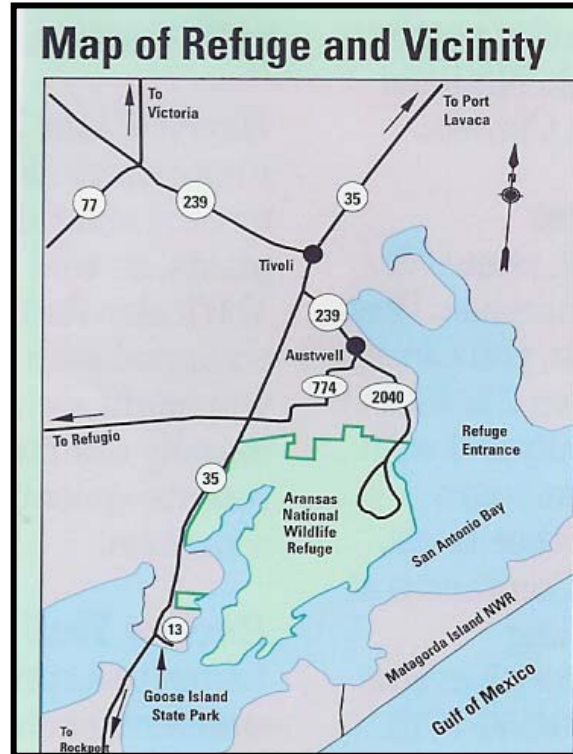 Map of Refuge and Vicinity
To
Victoria
To Port
Lavaca
N
77
239
35
Tivoli
239
Austwell
774
2040
To Refugio
Refuge
Entrance
35
Aransas
National
Wildlife
Refuge
San Antonio Bay
13
Matagorda Island NWR
Goose Island
State Park
Gulf of Mexico
To
Rockport